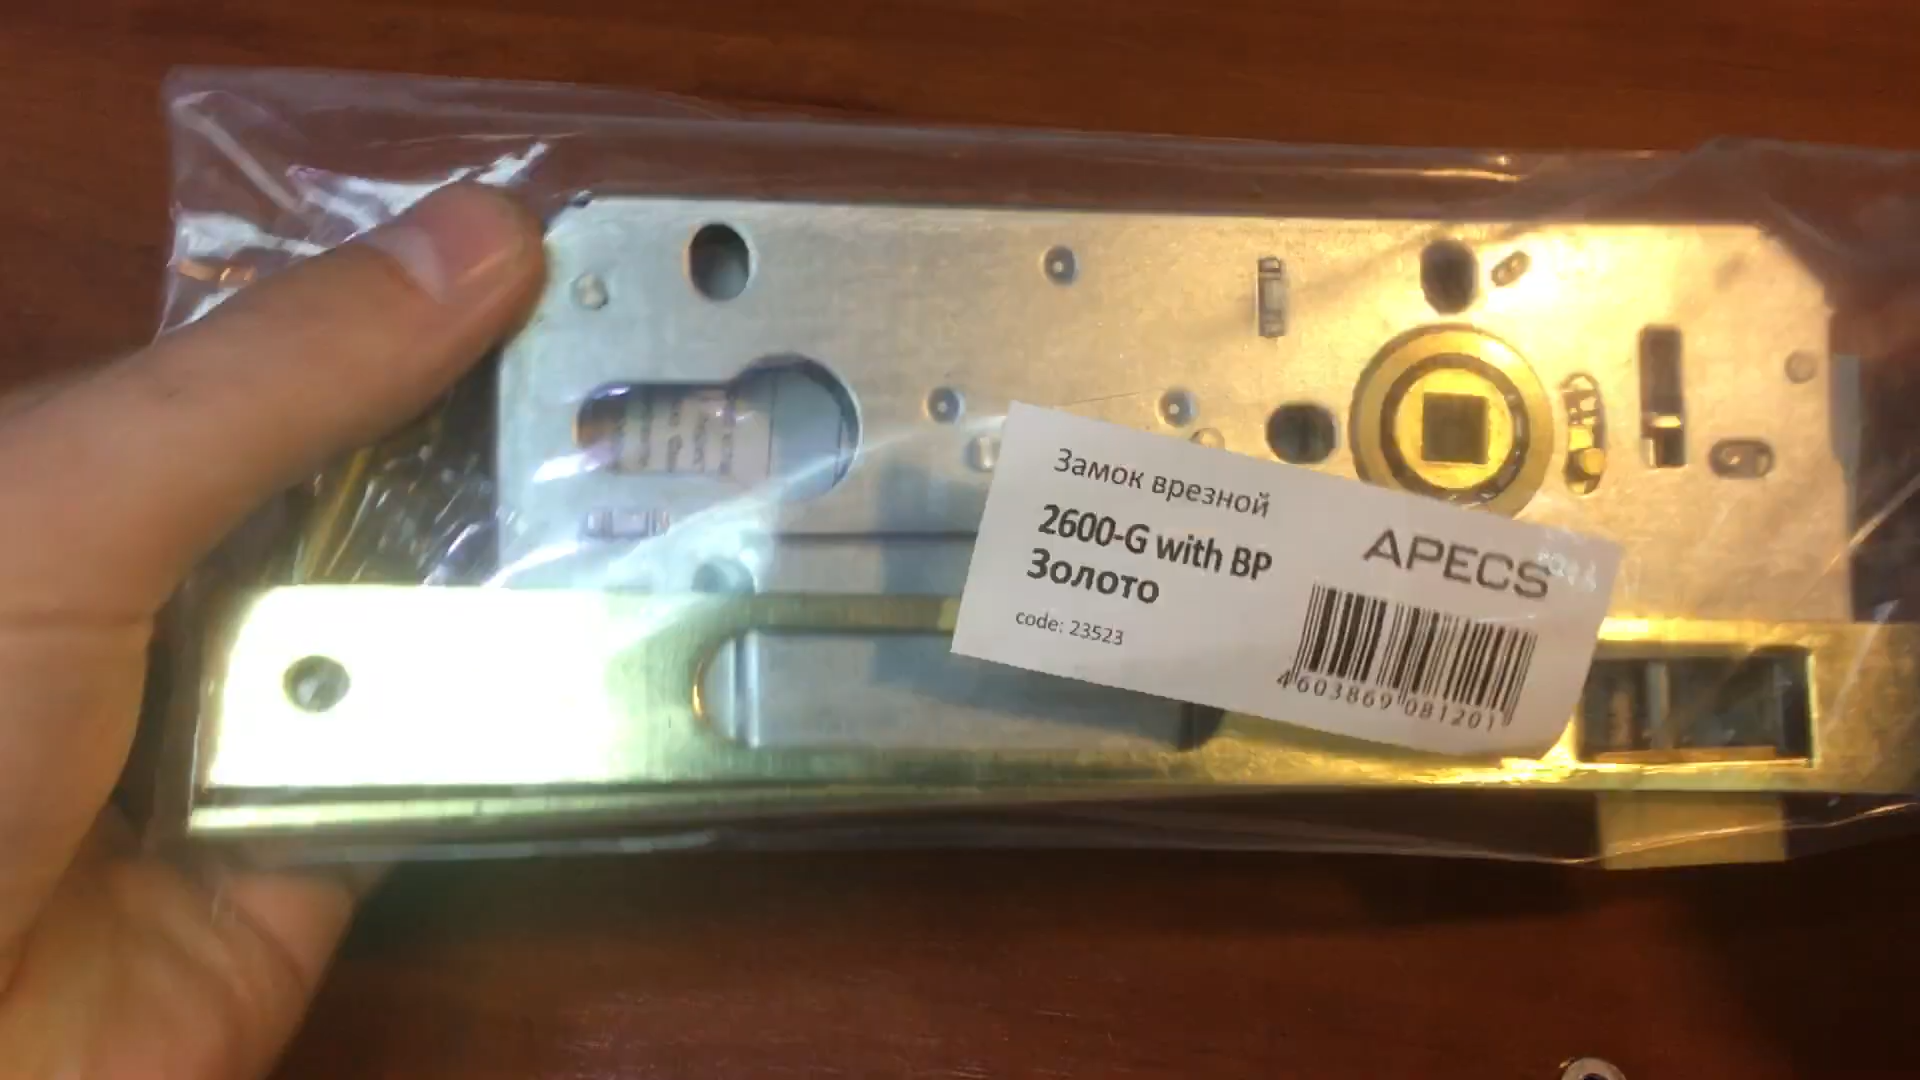 Замок врезной
2600-G with BP
Золото
code: 23523
APECS
4603869081201